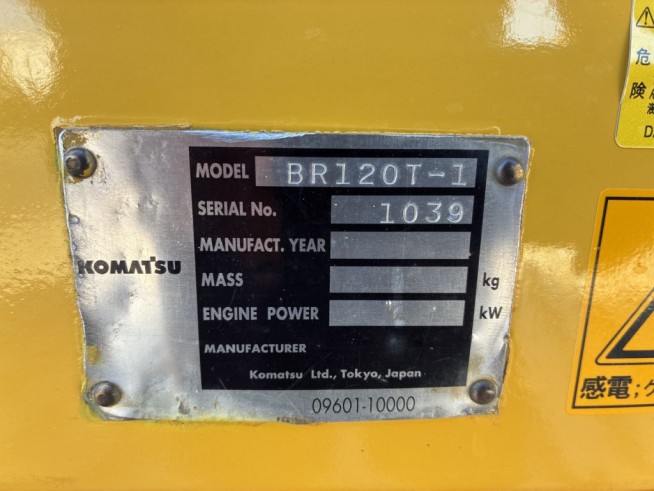 MODEL BR120T-1
SERIAL No. 1039
MANUFACT. YEAR
KOMATSU
MASS kg
ENGINE POWER kW
MANUFACTURER
Komatsu Ltd., Tokyo, Japan
09601-10000
危
険
感電;